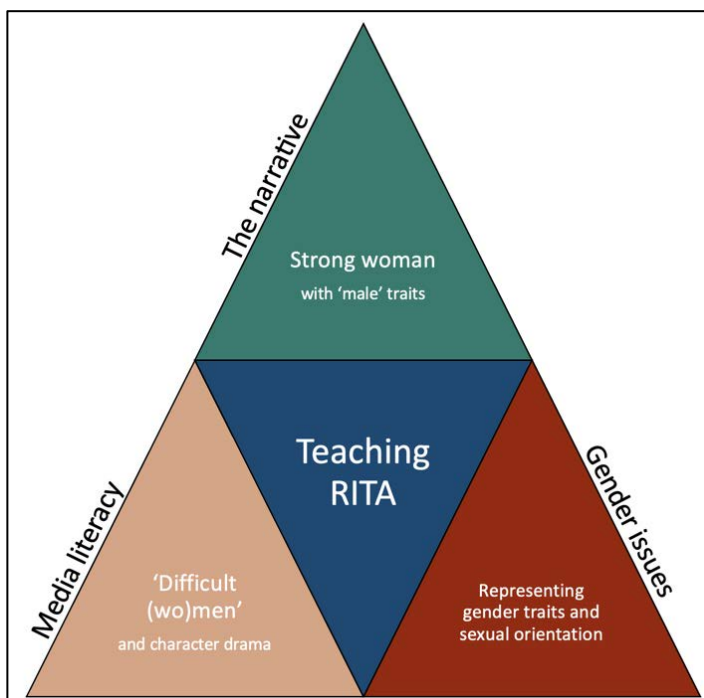 The narrative
Strong woman
with ‘male’ traits
Teaching
RITA
Media literacy
‘Difficult
(wo)men’
and character drama
Gender issues
Representing
gender traits and
sexual orientation